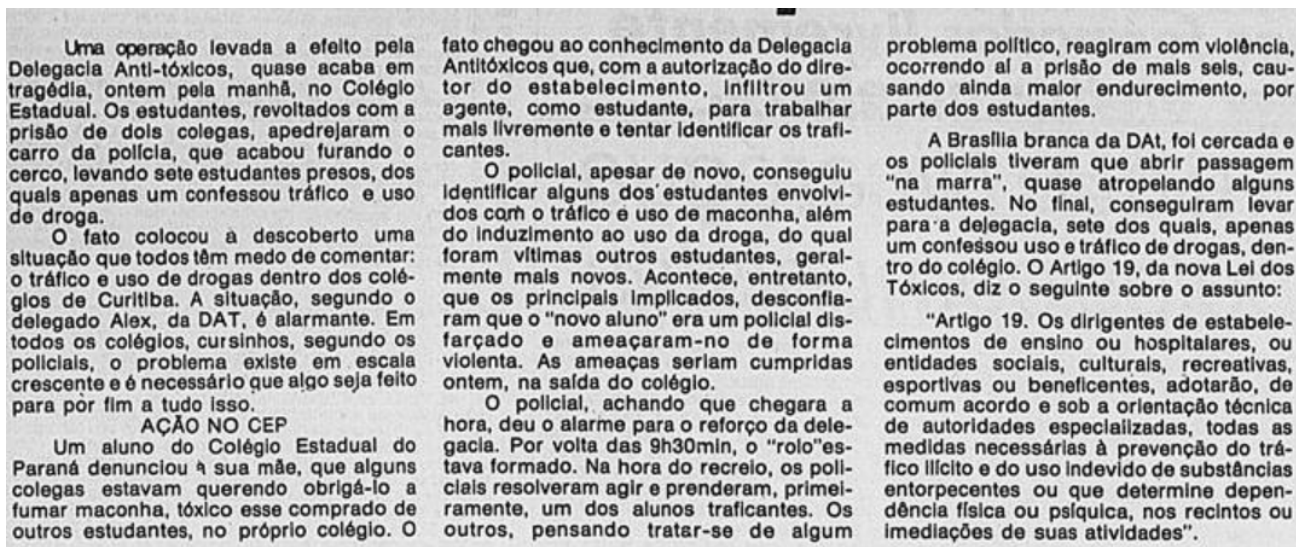 Uma operação levada a efeito pela
Delegacia Anti-tóxicos, quase acaba em
tragédia, ontem pela manhã, no Colégio
Estadual. Os estudantes, revoltados com a
prisão de dois colegas, apedrejaram o
carro da polícia, que acabou furando o
cerco, levando sete estudantes presos, dos
quais apenas um confessou tráfico e uso
de droga.
O fato colocou à descoberto uma
situação que todos têm medo de comentar:
o tráfico e uso de drogas dentro dos colé-
gios de Curitiba. A situação, segundo o
delegado Alex, da DAT, é alarmante. Em
todos os colégios, cursinhos, segundo os
policiais, o problema existe em escala
crescente e é necessário que algo seja feito
para pôr fim a tudo isso.
AÇÃO NO CEP
Um aluno do Colégio Estadual do
Paraná denunciou à sua mãe, que alguns
colegas estavam querendo obrigá-lo a
fumar maconha, tóxico esse comprado de
outros estudantes, no próprio colégio. O
fato chegou ao conhecimento da Delegacia
Antitóxicos que, com a autorização do dire-
tor do estabelecimento, infiltrou um
agente, como estudante, para trabalhar
mais livremente e tentar identificar os trafi-
cantes.
O policial, apesar de novo, conseguiu
identificar alguns dos estudantes envolvi-
dos com o tráfico e uso de maconha, além
do induzimento ao uso da droga, do qual
foram vítimas outros estudantes, geral-
mente mais novos. Acontece, entretanto,
que os principais implicados, desconfia-
ram que o "novo aluno" era um policial dis-
farçado e ameaçaram-no de forma
violenta. As ameaças seriam cumpridas
ontem, na saída do colégio.
O policial, achando que chegara a
hora, deu o alarme para o reforço da dele-
gacia. Por volta das 9h30min, o "rolo"es-
tava formado. Na hora do recreio, os poli-
ciais resolveram agir e prenderam, primei-
ramente, um dos alunos traficantes. Os
outros, pensando tratar-se de algum
problema político, reagiram com violência,
ocorrendo aí a prisão de mais seis, cau-
sando ainda maior endurecimento, por
parte dos estudantes.
A Brasília branca da DAt, foi cercada e
os policiais tiveram que abrir passagem
"na marra", quase atropelando alguns
estudantes. No final, conseguiram levar
para a delegacia, sete dos quais, apenas
um confessou uso e tráfico de drogas, den-
tro do colégio. O Artigo 19, da nova Lei dos
Tóxicos, diz o seguinte sobre o assunto:
"Artigo 19. Os dirigentes de estabele-
cimentos de ensino ou hospitalares, ou
entidades sociais, culturais, recreativas,
esportivas ou beneficentes, adotarão, de
comum acordo e sob a orientação técnica
de autoridades especializadas, todas as
medidas necessárias à prevenção do trá-
fico ilícito e do uso indevido de substâncias
entorpecentes ou que determine depen-
dência física ou psíquica, nos recintos ou
imediações de suas atividades".